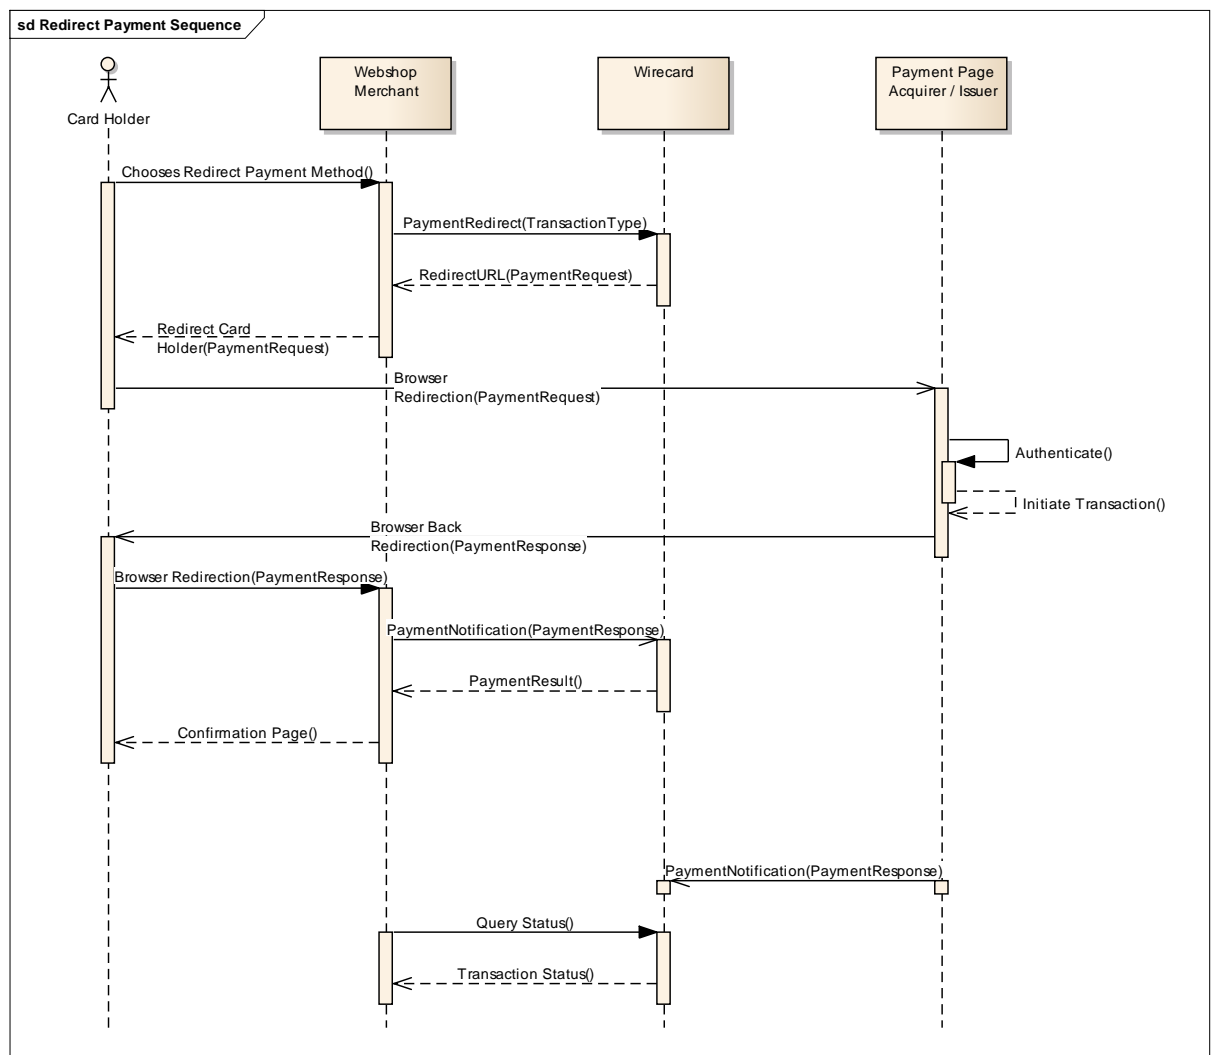 sd Redirect Payment Sequence
Card Holder
Webshop
Merchant
Wirecard
Payment Page
Acquirer / Issuer
Chooses Redirect Payment Method()
PaymentRedirect(TransactionType)
RedirectURL(PaymentRequest)
Redirect Card
Holder(PaymentRequest)
Browser
Redirection(PaymentRequest)
Authenticate()
Initiate Transaction()
Browser Back
Redirection(PaymentResponse)
Browser Redirection(PaymentResponse)
PaymentNotification(PaymentResponse)
PaymentResult()
Confirmation Page()
PaymentNotification(PaymentResponse)
Query Status()
Transaction Status()